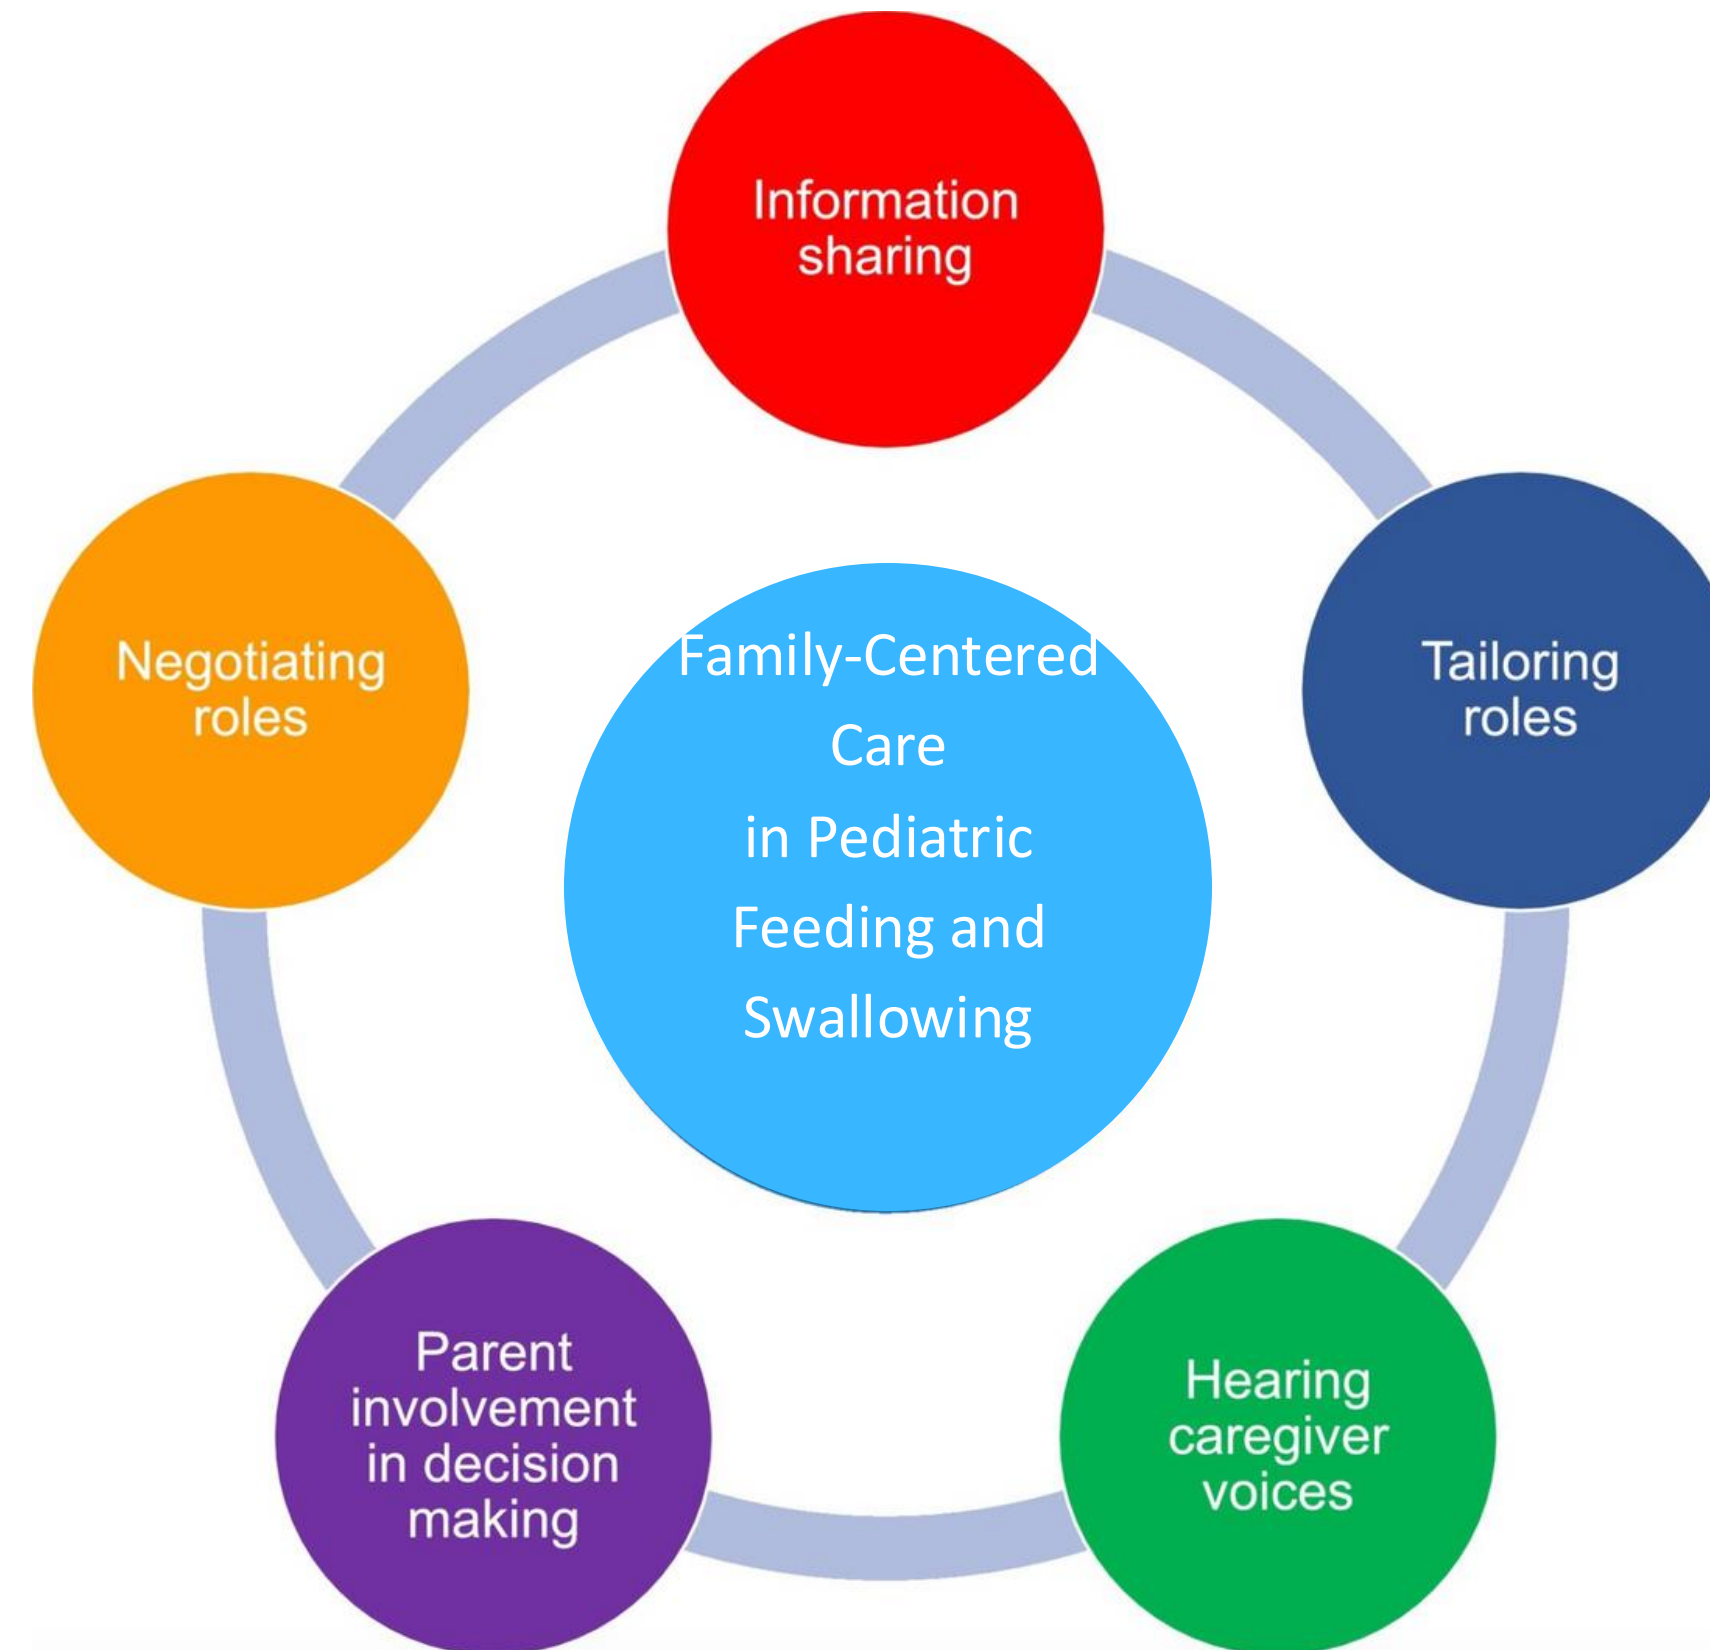 Information
sharing
Negotiating
roles
Tailoring
roles
Family-Centered
Care
in Pediatric
Feeding and
Swallowing
Parent
involvement
in decision
making
Hearing
caregiver
voices